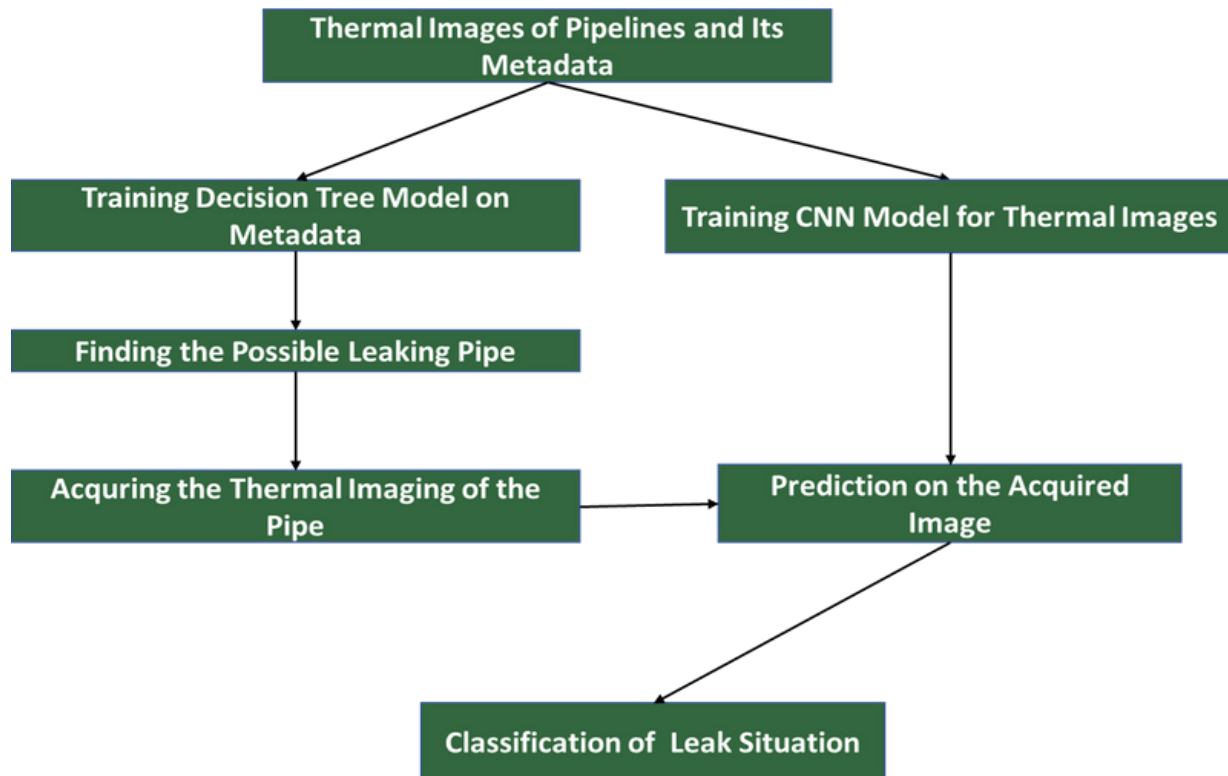 Thermal Images of Pipelines and Its
Metadata
Training Decision Tree Model on
Metadata
Training CNN Model for Thermal Images
Finding the Possible Leaking Pipe
Acquring the Thermal Imaging of the
Pipe
Prediction on the Acquired
Image
Classification of Leak Situation